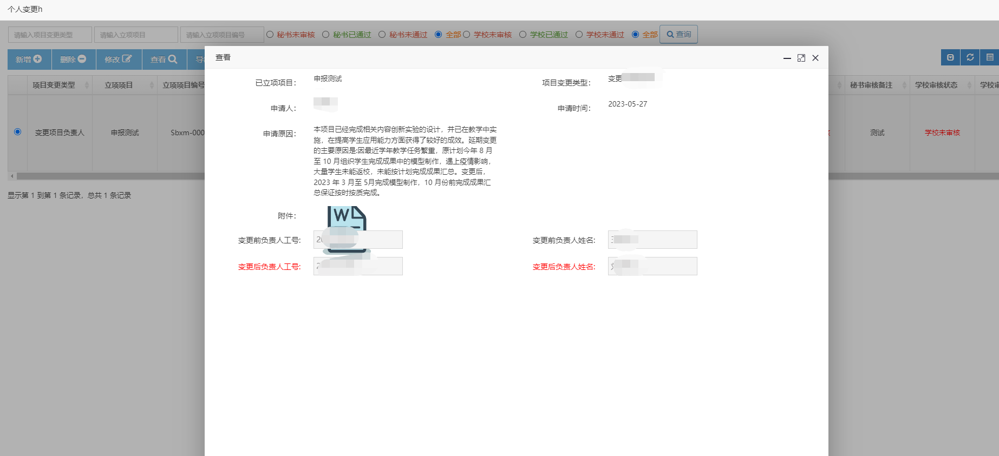 个人变更h
请输入项目变更类型 请输入立项项目 请输入立项项目编号 秘书未审核 秘书已通过 秘书未通过 全部 学校未审核 学校已通过 学校未通过 全部 查询
新增 删除 修改 查看
查看
项目变更类型 立项项目 立项项目编号 秘书审核备注 学校审核状态
变更项目负责人 申报测试 Sbxm-000 测试 学校未审核
显示第 1 到第 1 条记录，总共 1 条记录
已立项项目： 申报测试 项目变更类型： 变更
申请人： 申请时间： 2023-05-27
申请原因： 本项目已经完成相关内容创新实验的设计，并已在教学中实
施，在提高学生应用能力方面获得了较好的成效。延期变更
的主要原因是:因最近学年教学任务繁重，原计划今年 8 月
至 10 月组织学生完成成果中的模型制作，遇上疫情影响，
大量学生未能返校，未能按计划完成成果汇总。变更后，
2023 年 3 月至 5月完成模型制作，10 月份前完成成果汇
总保证按时按质完成。
附件： W
变更前负责人工号: 变更前负责人姓名:
变更后负责人工号: 变更后负责人姓名: